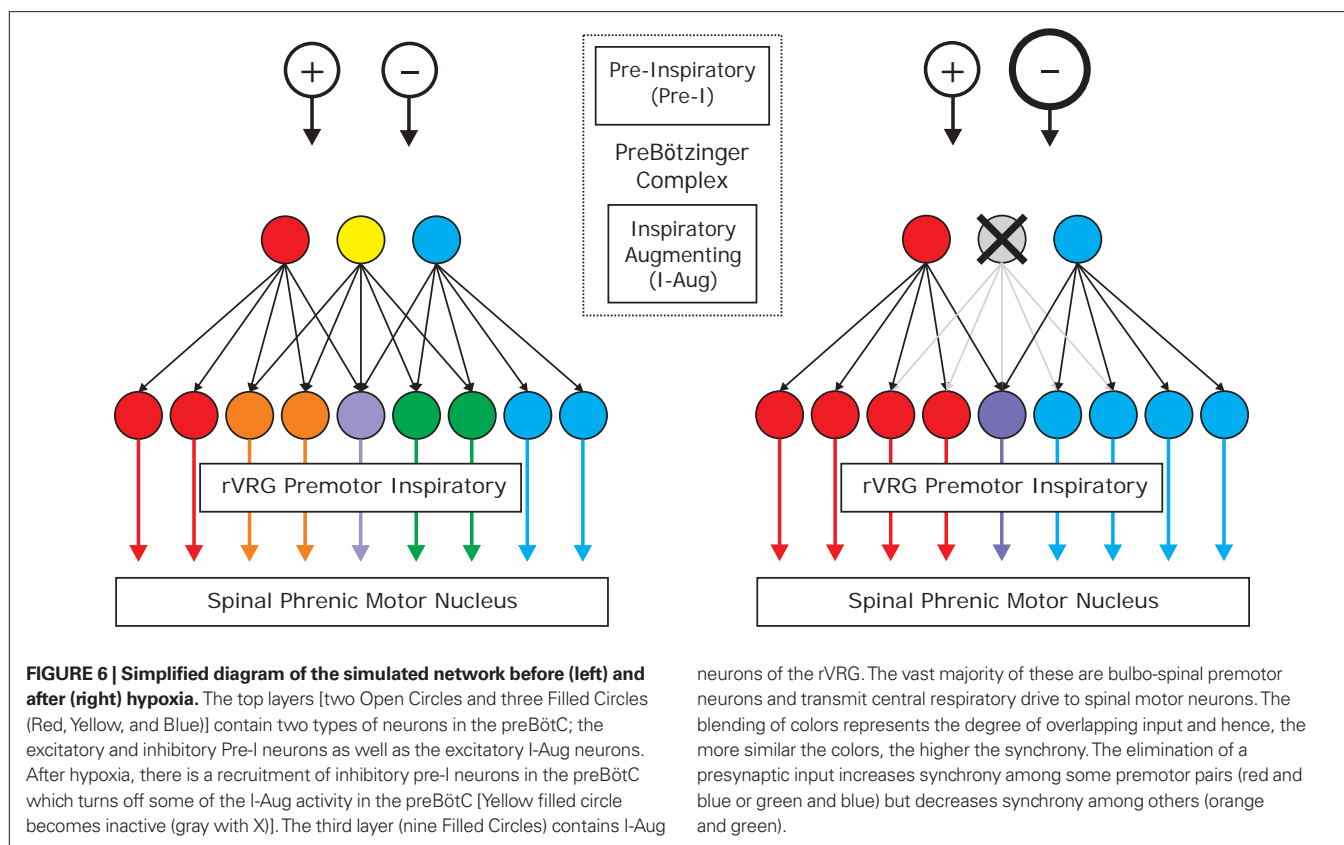 +
-
Pre-Inspiratory
(Pre-I)
PreBötzinger
Complex
Inspiratory
Augmenting
(I-Aug)
+
-
rVRG Premotor Inspiratory
Spinal Phrenic Motor Nucleus
rVRG Premotor Inspiratory
Spinal Phrenic Motor Nucleus
FIGURE 6 | Simplified diagram of the simulated network before (left) and
after (right) hypoxia. The top layers [two Open Circles and three Filled Circles
(Red, Yellow, and Blue)] contain two types of neurons in the preBötC; the
excitatory and inhibitory Pre-I neurons as well as the excitatory I-Aug neurons.
After hypoxia, there is a recruitment of inhibitory pre-I neurons in the preBötC
which turns off some of the I-Aug activity in the preBötC [Yellow filled circle
becomes inactive (gray with X)]. The third layer (nine Filled Circles) contains I-Aug
neurons of the rVRG. The vast majority of these are bulbo-spinal premotor
neurons and transmit central respiratory drive to spinal motor neurons. The
blending of colors represents the degree of overlapping input and hence, the
more similar the colors, the higher the synchrony. The elimination of a
presynaptic input increases synchrony among some premotor pairs (red and
blue or green and blue) but decreases synchrony among others (orange
and green).